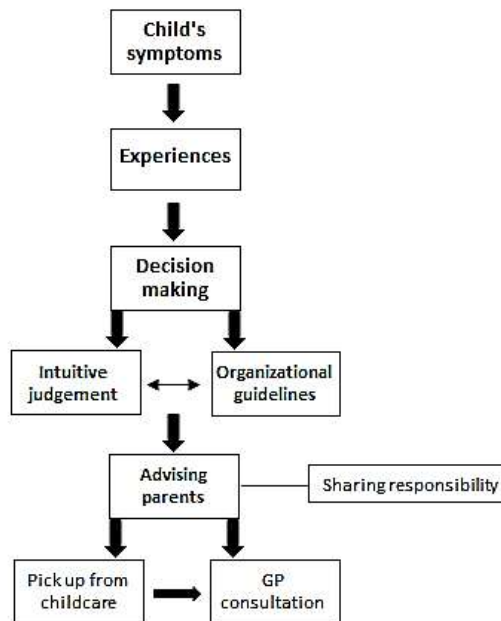 Child's
symptoms
Experiences
Decision
making
Intuitive
judgement
Organizational
guidelines
Advising
parents
Sharing responsibility
Pick up from
childcare
GP
consultation